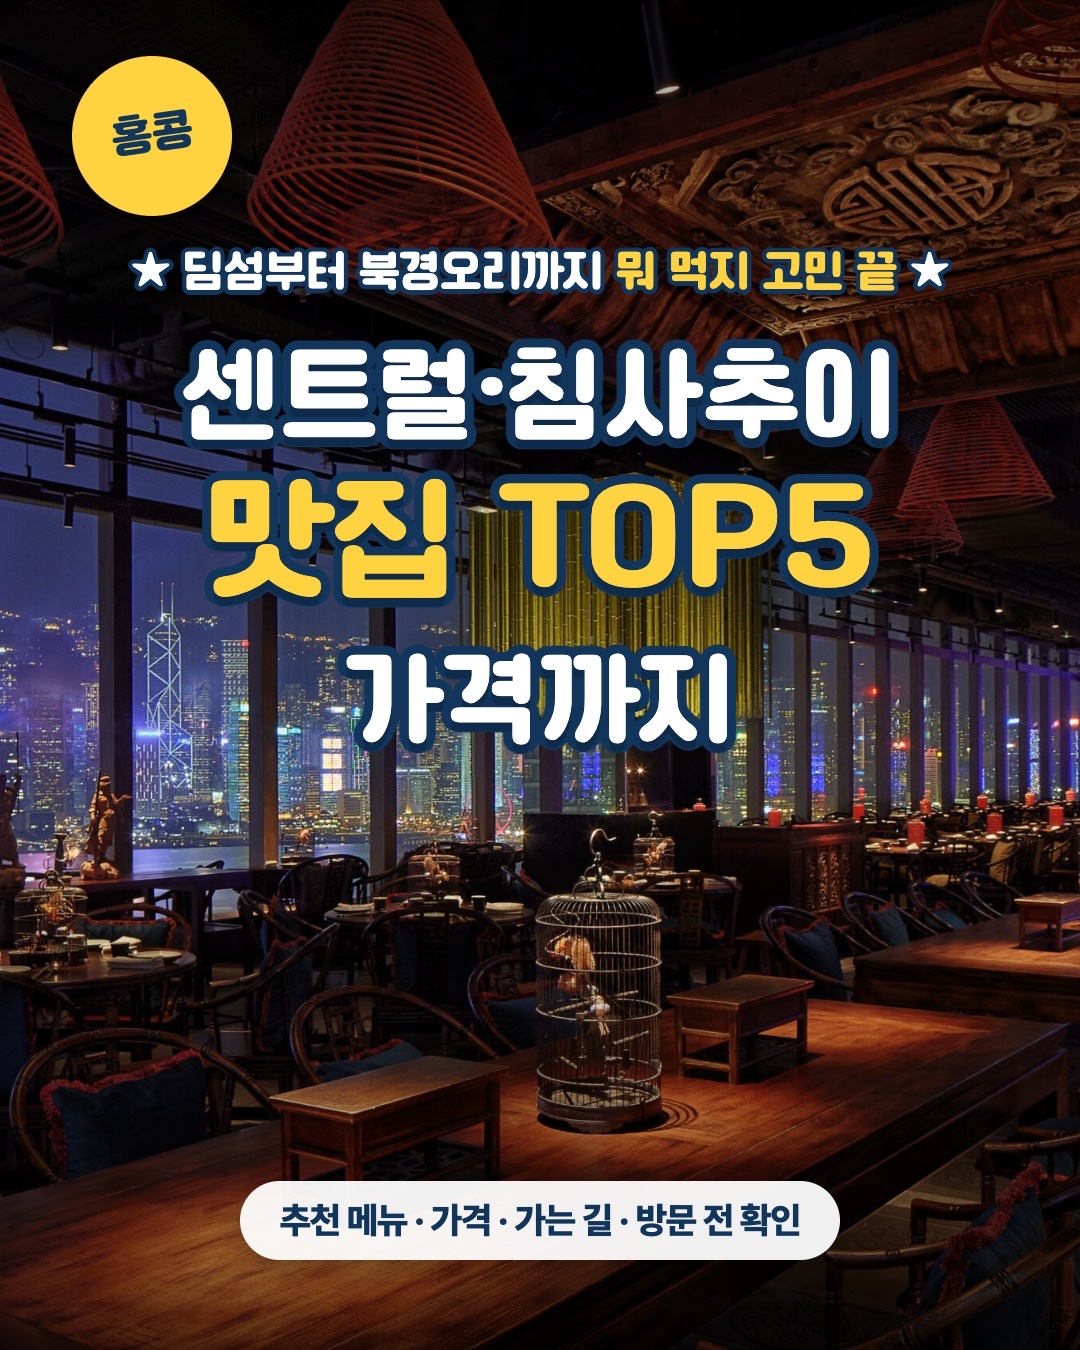 홍콩
★ 딤섬부터 북경오리까지 뭐 먹지 고민 끝 ★
센트럴·침사추이
맛집 TOP5
가격까지
추천 메뉴 · 가격 · 가는 길 · 방문 전 확인